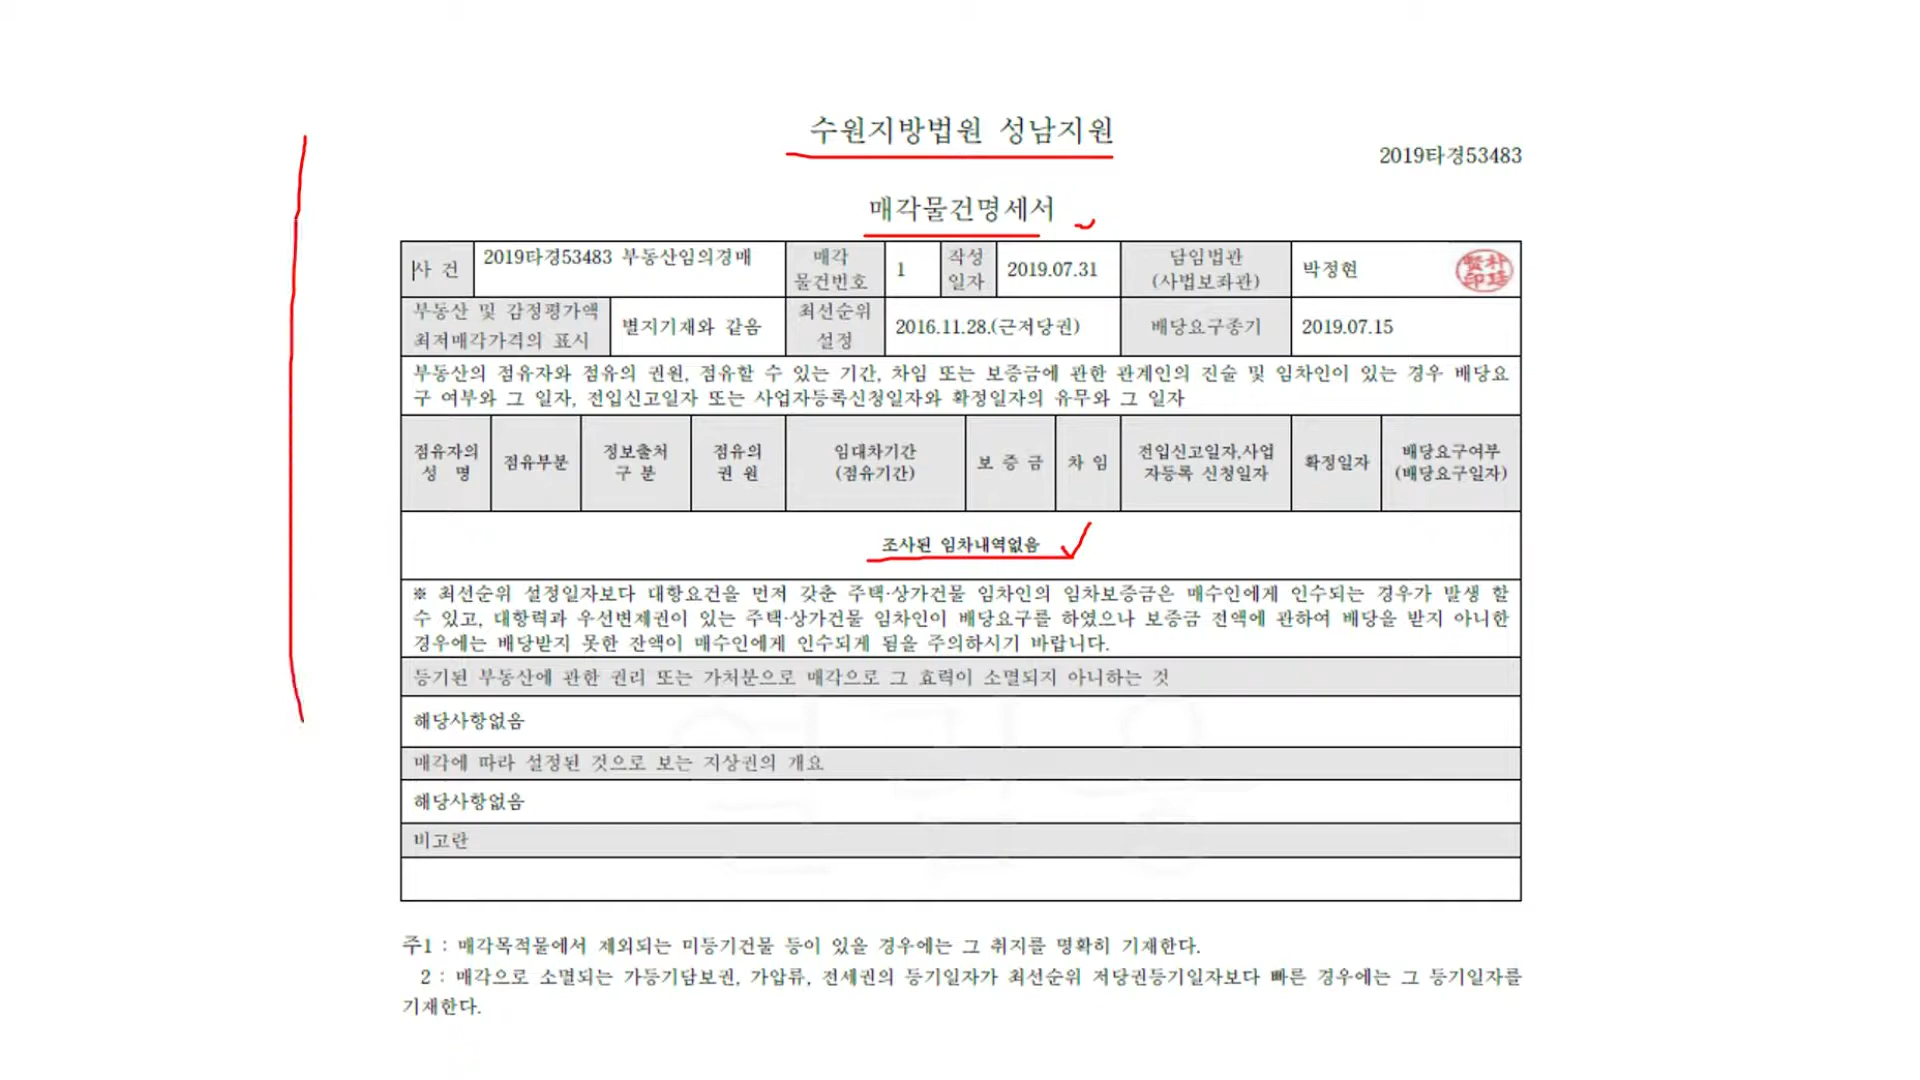 수원지방법원 성남지원
2019타경53483
매각물건명세서
사 건
2019타경53483 부동산임의경매
매각
물건번호
1
작성
일자
2019.07.31
담임법관
(사법보좌관)
박정현
부동산 및 감정평가액
최저매각가격의 표시
별지기재와 같음
최선순위
설정
2016.11.28.(근저당권)
배당요구종기
2019.07.15
부동산의 점유자와 점유의 권원, 점유할 수 있는 기간, 차임 또는 보증금에 관한 관계인의 진술 및 임차인이 있는 경우 배당요
구 여부와 그 일자, 전입신고일자 또는 사업자등록신청일자와 확정일자의 유무와 그 일자
점유자의
성 명
점유부분
정보출처
구 분
점유의
권 원
임대차기간
(점유기간)
보 증 금
차 임
전입신고일자,사업
자등록 신청일자
확정일자
배당요구여부
(배당요구일자)
조사된 임차내역없음
※ 최선순위 설정일자보다 대항요건을 먼저 갖춘 주택·상가건물 임차인의 임차보증금은 매수인에게 인수되는 경우가 발생 할
수 있고, 대항력과 우선변제권이 있는 주택·상가건물 임차인이 배당요구를 하였으나 보증금 전액에 관하여 배당을 받지 아니한
경우에는 배당받지 못한 잔액이 매수인에게 인수되게 됨을 주의하시기 바랍니다.
등기된 부동산에 관한 권리 또는 가처분으로 매각으로 그 효력이 소멸되지 아니하는 것
해당사항없음
매각에 따라 설정된 것으로 보는 지상권의 개요
해당사항없음
비고란
주1 : 매각목적물에서 제외되는 미등기건물 등이 있을 경우에는 그 취지를 명확히 기재한다.
2 : 매각으로 소멸되는 가등기담보권, 가압류, 전세권의 등기일자가 최선순위 저당권등기일자보다 빠른 경우에는 그 등기일자를
기재한다.